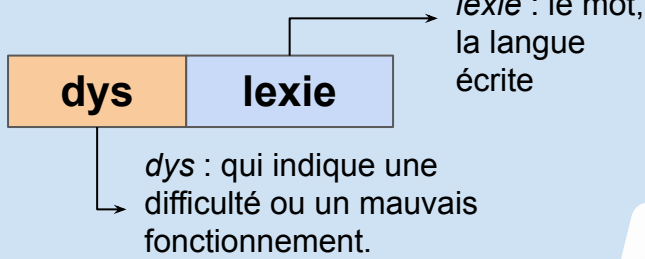 lexie : le mot,
la langue
écrite
dys lexie
dys : qui indique une
difficulté ou un mauvais
fonctionnement.